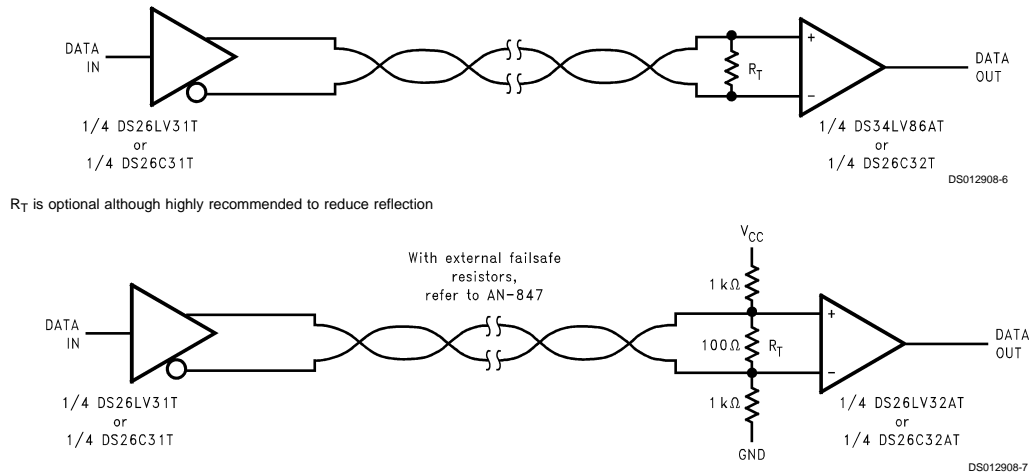 DATA
IN
1/4 DS26LV31T
or
1/4 DS26C31T
+
−
R_T
DATA
OUT
1/4 DS34LV86AT
or
1/4 DS26C32T
DS012908-6
R_T is optional although highly recommended to reduce reflection
With external failsafe
resistors,
refer to AN-847
DATA
IN
1/4 DS26LV31T
or
1/4 DS26C31T
V_CC
1 kΩ
100Ω R_T
1 kΩ
GND
+
−
DATA
OUT
1/4 DS26LV32AT
or
1/4 DS26C32AT
DS012908-7